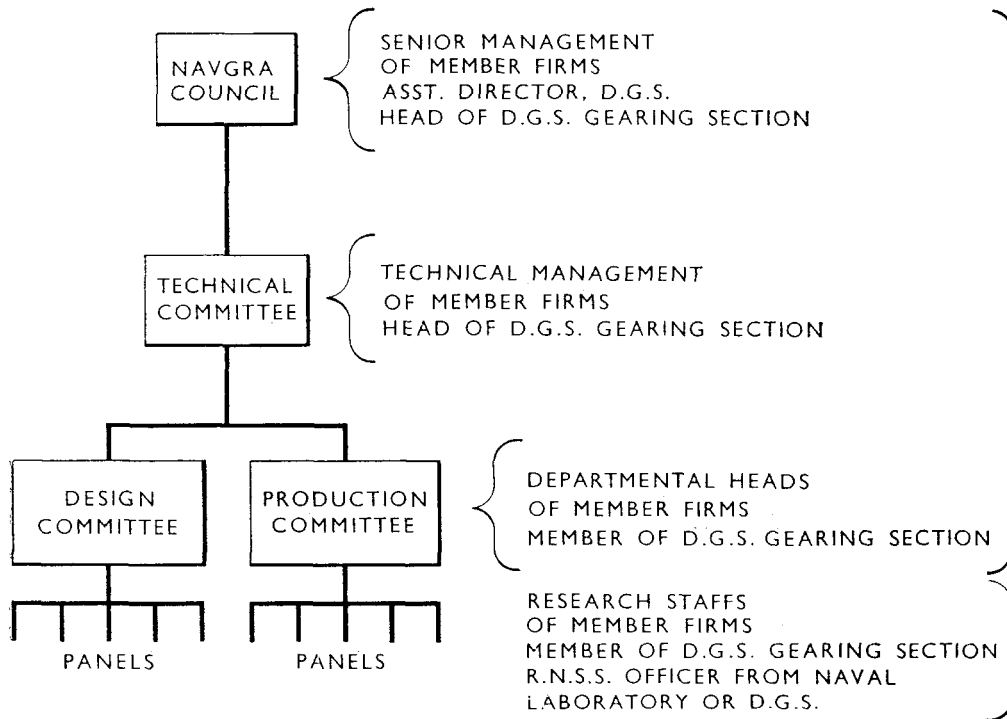 NAVGRA
COUNCIL
SENIOR MANAGEMENT
OF MEMBER FIRMS
ASST. DIRECTOR, D.G.S.
HEAD OF D.G.S. GEARING SECTION
TECHNICAL
COMMITTEE
TECHNICAL MANAGEMENT
OF MEMBER FIRMS
HEAD OF D.G.S. GEARING SECTION
DESIGN
COMMITTEE
PRODUCTION
COMMITTEE
DEPARTMENTAL HEADS
OF MEMBER FIRMS
MEMBER OF D.G.S. GEARING SECTION
PANELS
PANELS
RESEARCH STAFFS
OF MEMBER FIRMS
MEMBER OF D.G.S. GEARING SECTION
R.N.S.S. OFFICER FROM NAVAL
LABORATORY OR D.G.S.